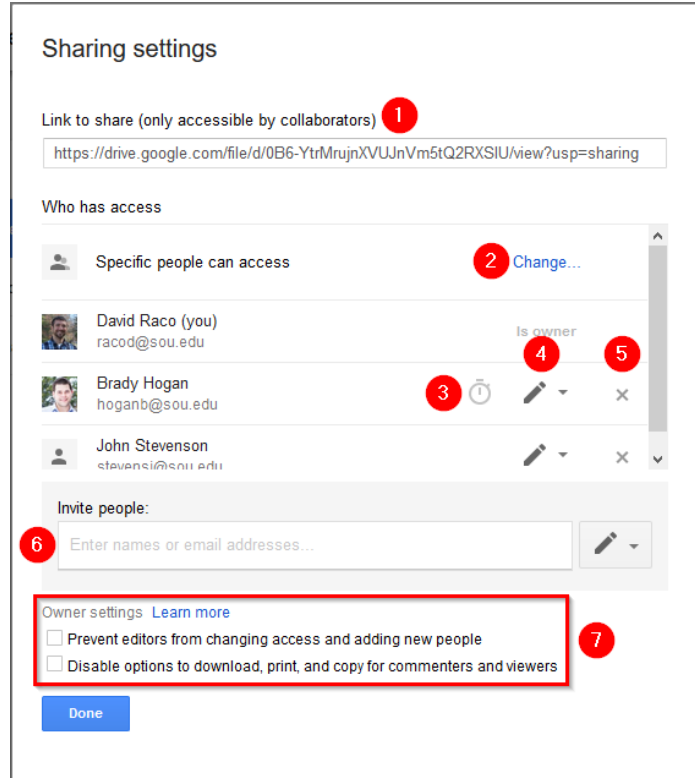 Sharing settings
Link to share (only accessible by collaborators) 1
https://drive.google.com/file/d/0B6-YtrMrujnXVUJnVm5tQ2RXSlU/view?usp=sharing
Who has access
Specific people can access 2 Change...
David Raco (you)
racod@sou.edu
Is owner
4 5
Brady Hogan
hoganb@sou.edu
3
John Stevenson
stevensj@sou.edu
Invite people:
6 Enter names or email addresses...
Owner settings Learn more
Prevent editors from changing access and adding new people
7
Disable options to download, print, and copy for commenters and viewers
Done